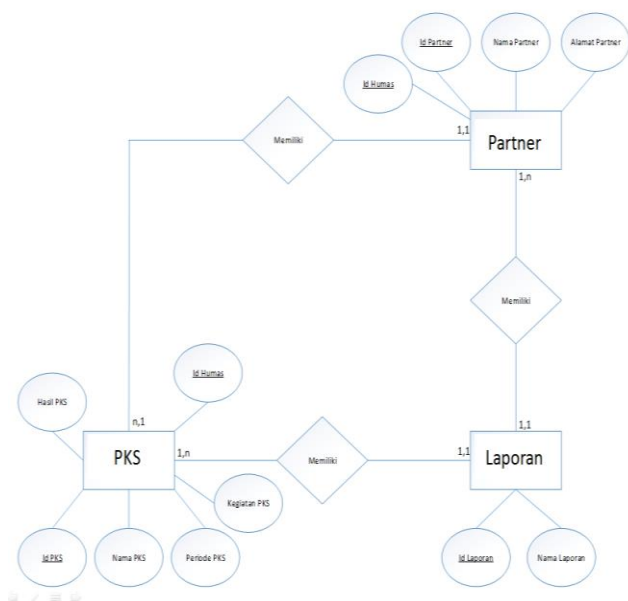 Id Partner
Nama Partner
Alamat Partner
Id Humas
Memiliki
1,1
Partner
1,n
Memiliki
Id Humas
Hasil PKS
n,1
1,1
PKS
1,n
Memiliki
1,1
Laporan
Kegiatan PKS
Id PKS
Nama PKS
Periode PKS
Id Laporan
Nama Laporan